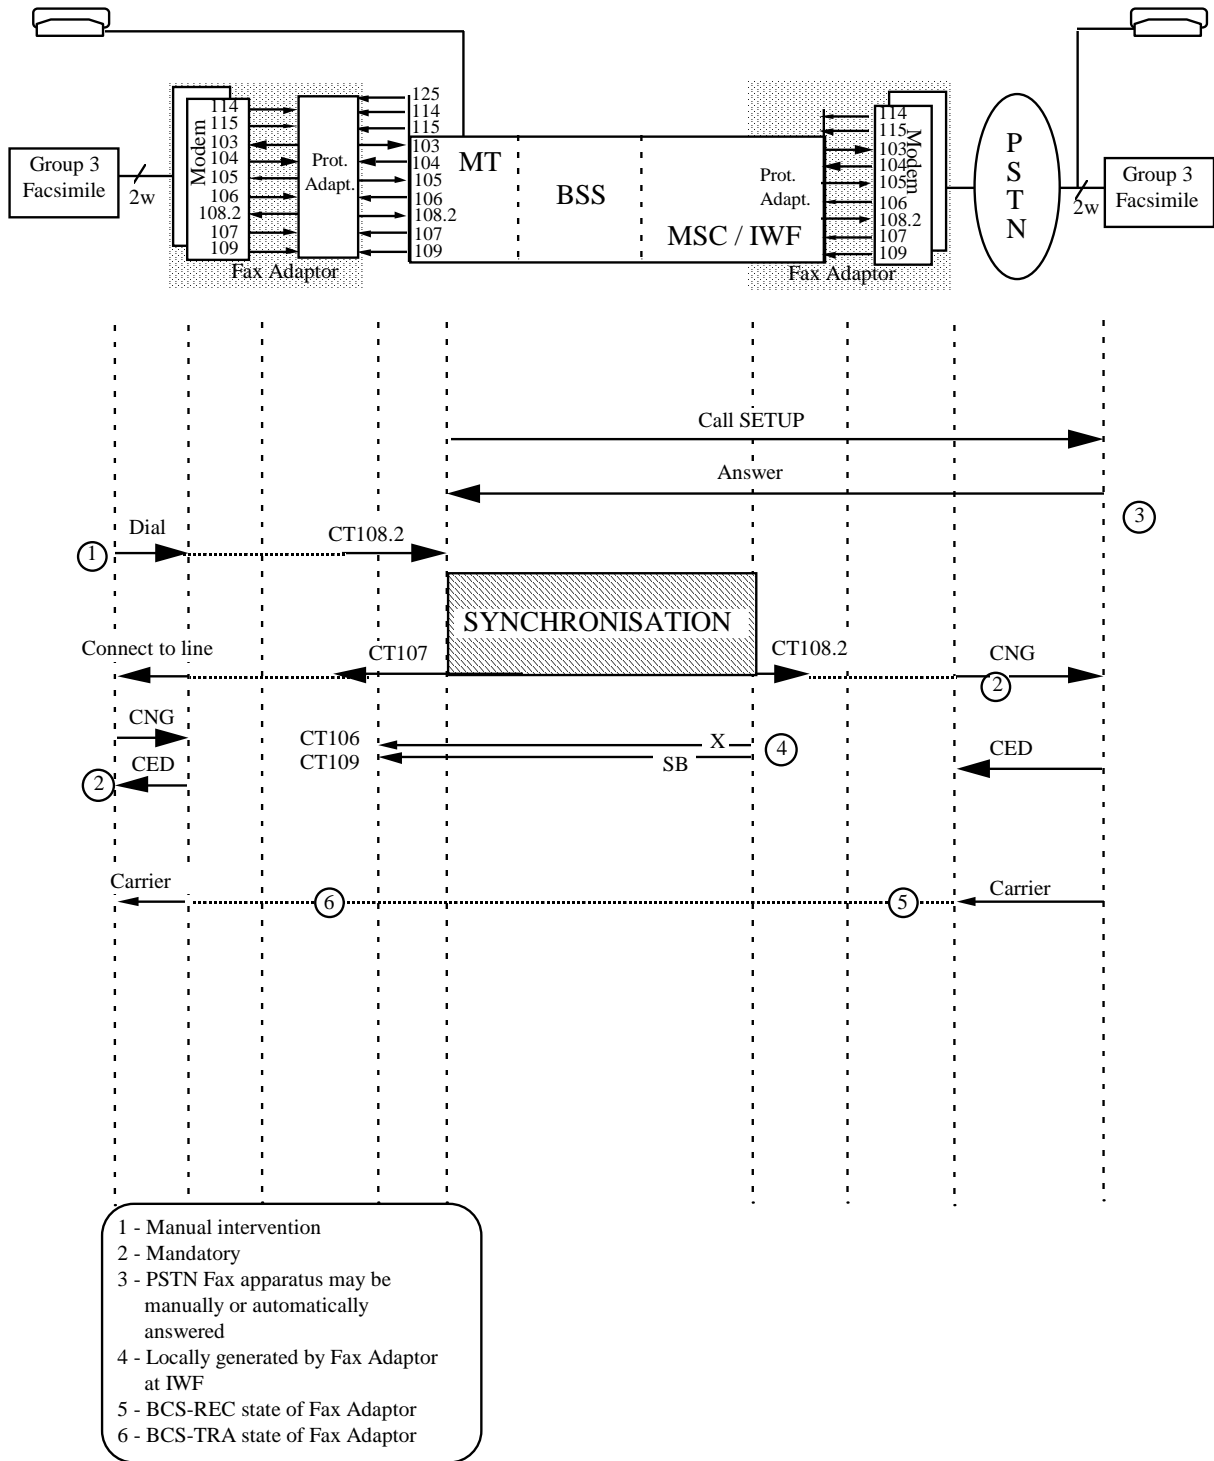 125
114
115
103
104
105
106
108.2
107
109
114
115
103
104
105
106
108.2
107
109
Modem
Prot.
Adapt.
Group 3
Facsimile
2w
Fax Adaptor
MT
BSS
MSC / IWF
Prot.
Adapt.
114
115
103
104
105
106
108.2
107
109
Modem
Fax Adaptor
P
S
T
N
2w
Group 3
Facsimile
Call SETUP
Answer
3
1
Dial
CT108.2
SYNCHRONISATION
Connect to line
CT107
CT108.2
CNG
2
CNG
CT106
X
4
CED
CT109
SB
CED
2
Carrier
6
5
Carrier
1 - Manual intervention
2 - Mandatory
3 - PSTN Fax apparatus may be
manually or automatically
answered
4 - Locally generated by Fax Adaptor
at IWF
5 - BCS-REC state of Fax Adaptor
6 - BCS-TRA state of Fax Adaptor